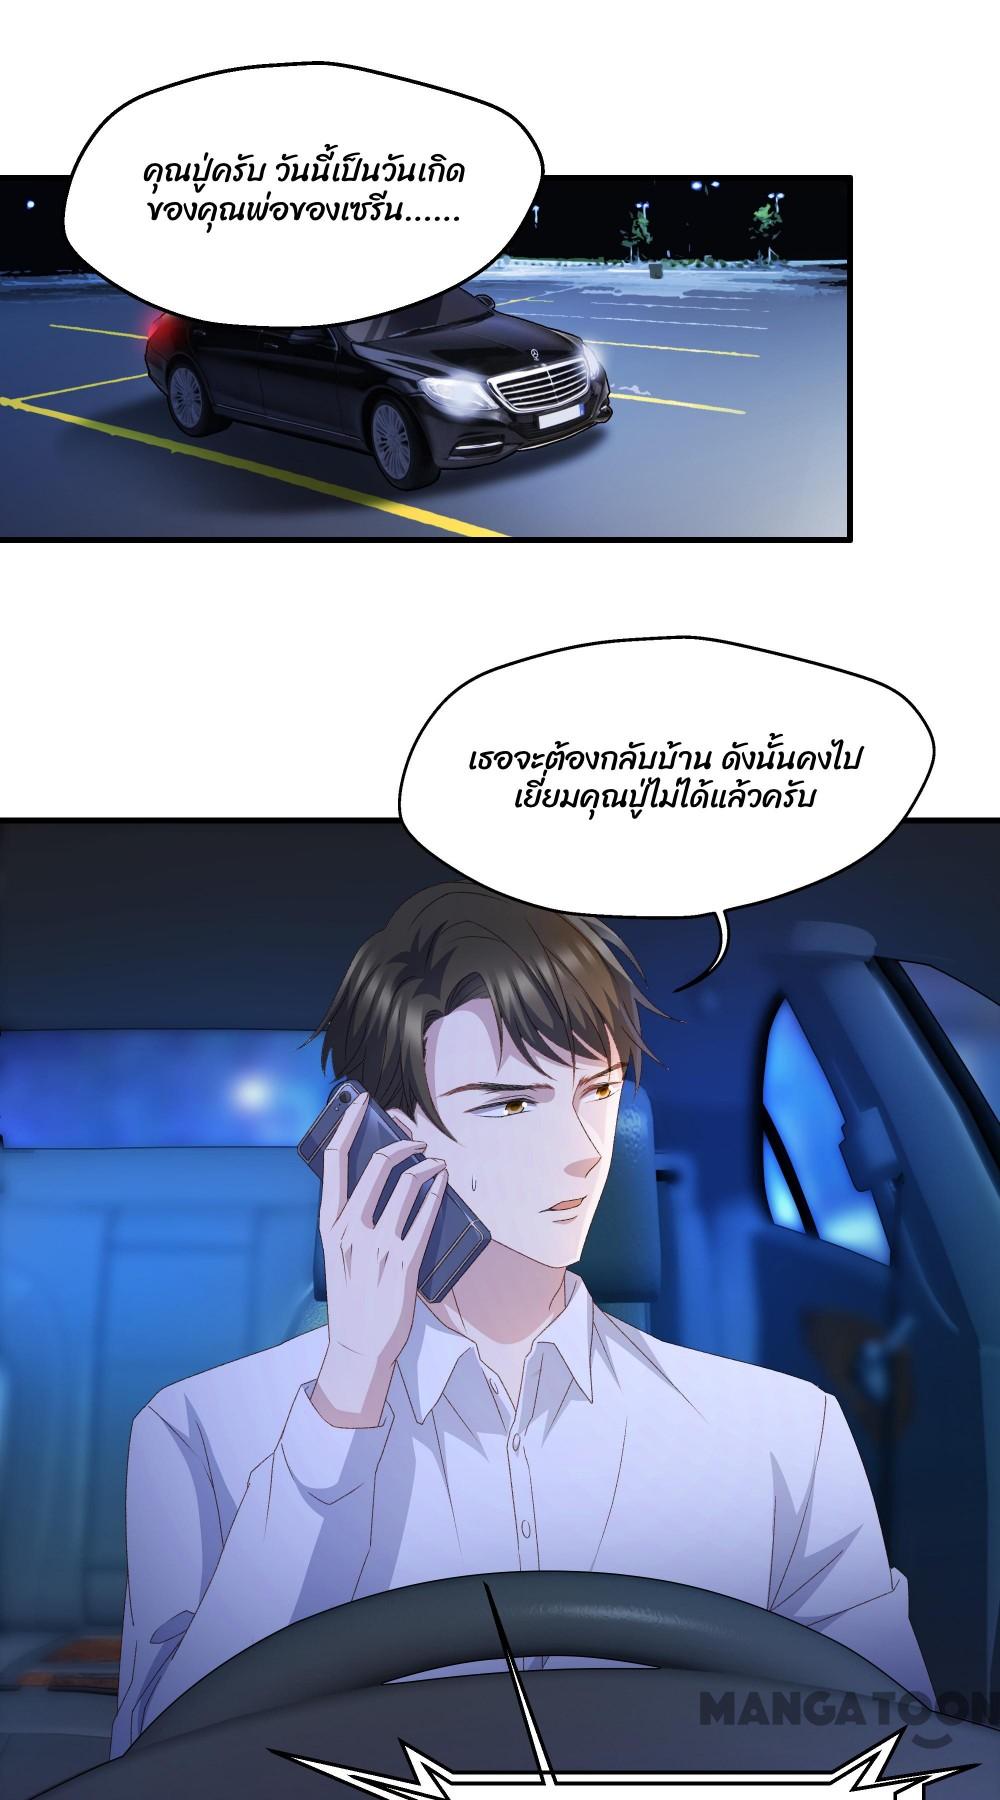 คุณปู่ครับ วันนี้เป็นวันเกิด
ของคุณพ่อของเซรีน......
เธอจะต้องกลับบ้าน ดังนั้นคงไป
เยี่ยมคุณปู่ไม่ได้แล้วครับ
MANGATOON